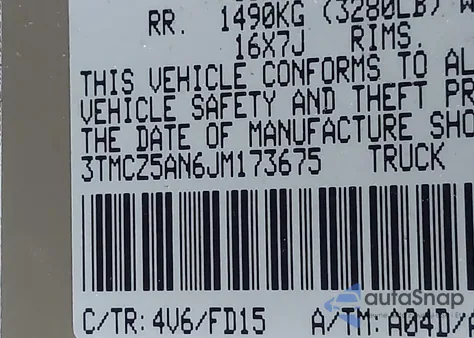 RR. 1490KG (3280LB) W
16X7J RIMS.
THIS VEHICLE CONFORMS TO AL
VEHICLE SAFETY AND THEFT PR
THE DATE OF MANUFACTURE SHO
3TMCZ5AN6JM173675 TRUCK
C/TR: 4V6/FD15 A/TM: A04D/A
autoSnap